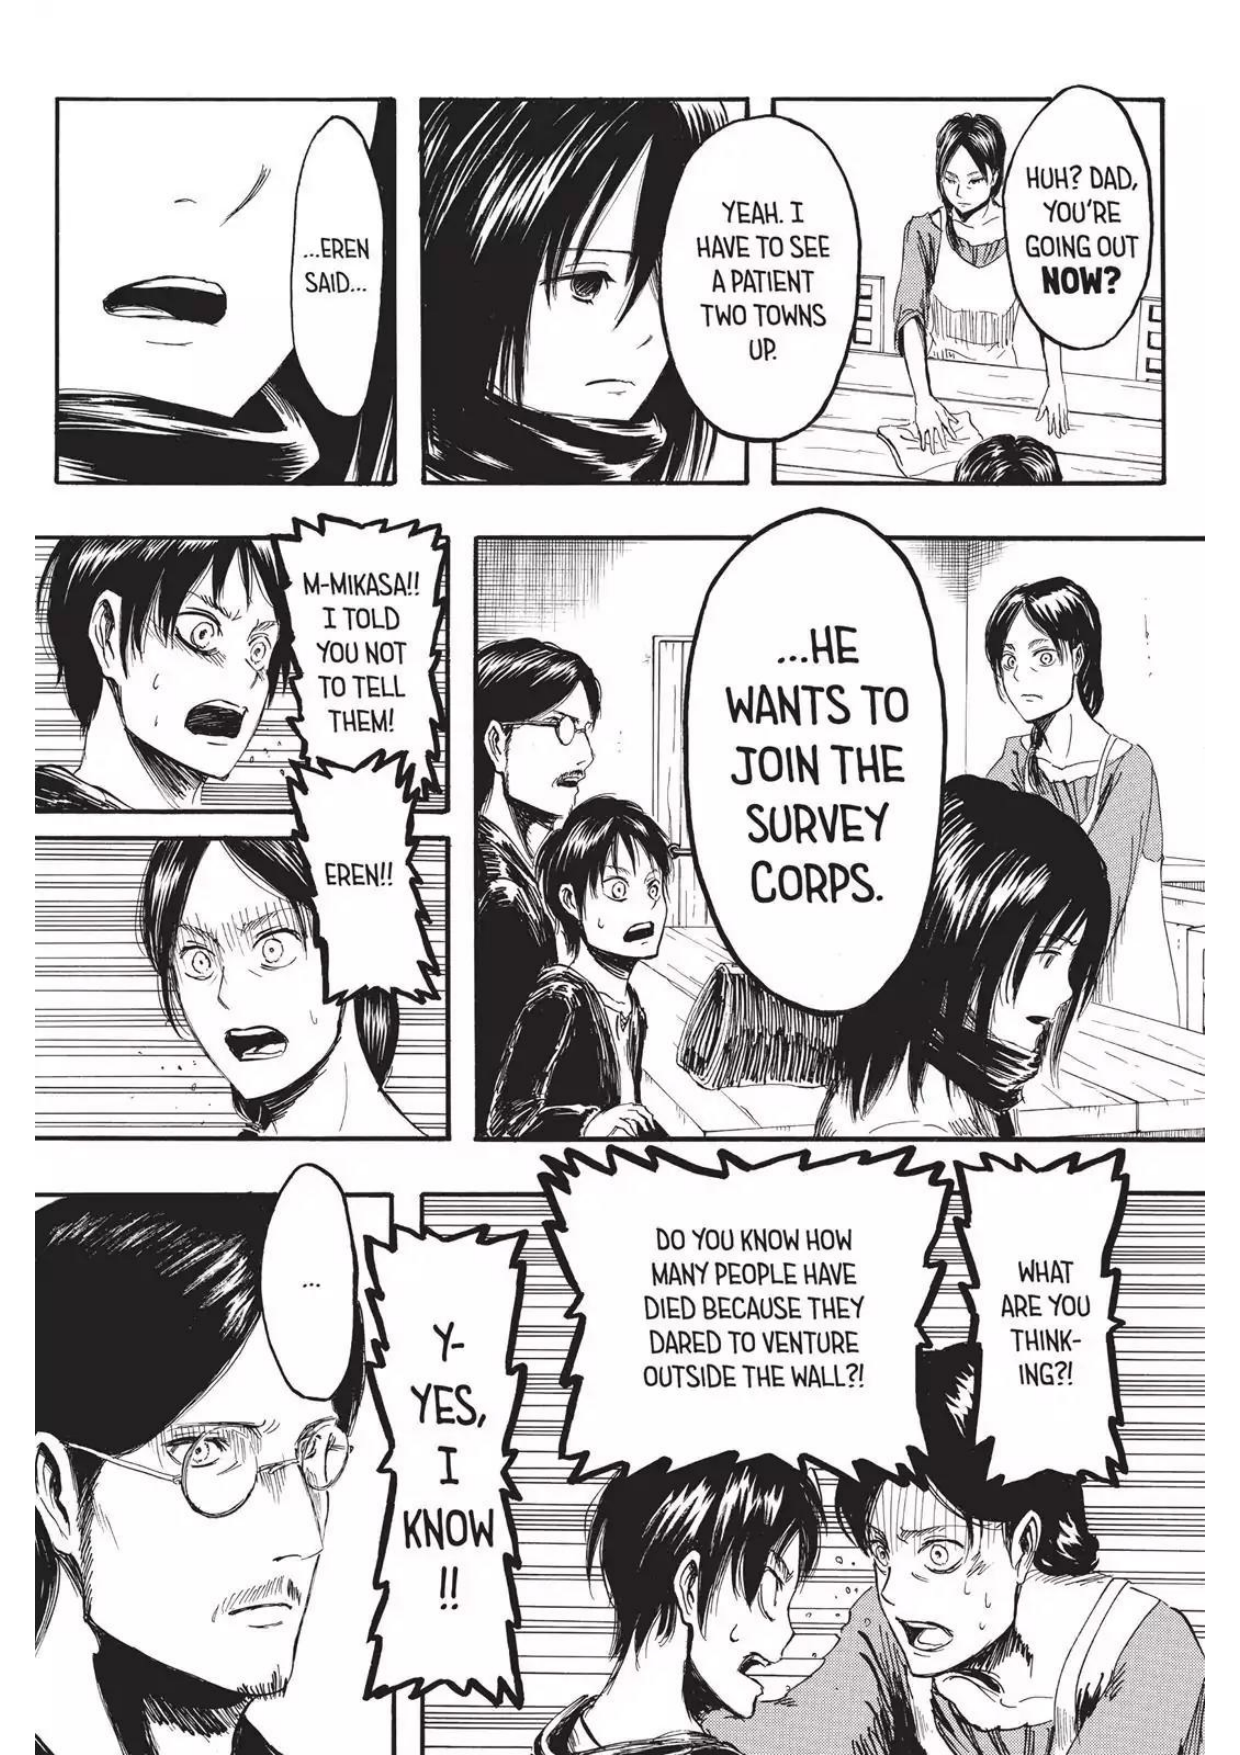 HUH? DAD,
YOU'RE
GOING OUT
NOW?
YEAH. I
HAVE TO SEE
A PATIENT
TWO TOWNS
UP.
...EREN
SAID...
...HE
WANTS TO
JOIN THE
SURVEY
CORPS.
M-MIKASA!!
I TOLD
YOU NOT
TO TELL
THEM!
EREN!!
WHAT
ARE YOU
THINK-
ING?!
DO YOU KNOW HOW
MANY PEOPLE HAVE
DIED BECAUSE THEY
DARED TO VENTURE
OUTSIDE THE WALL?!
Y-
YES,
I
KNOW
!!
...